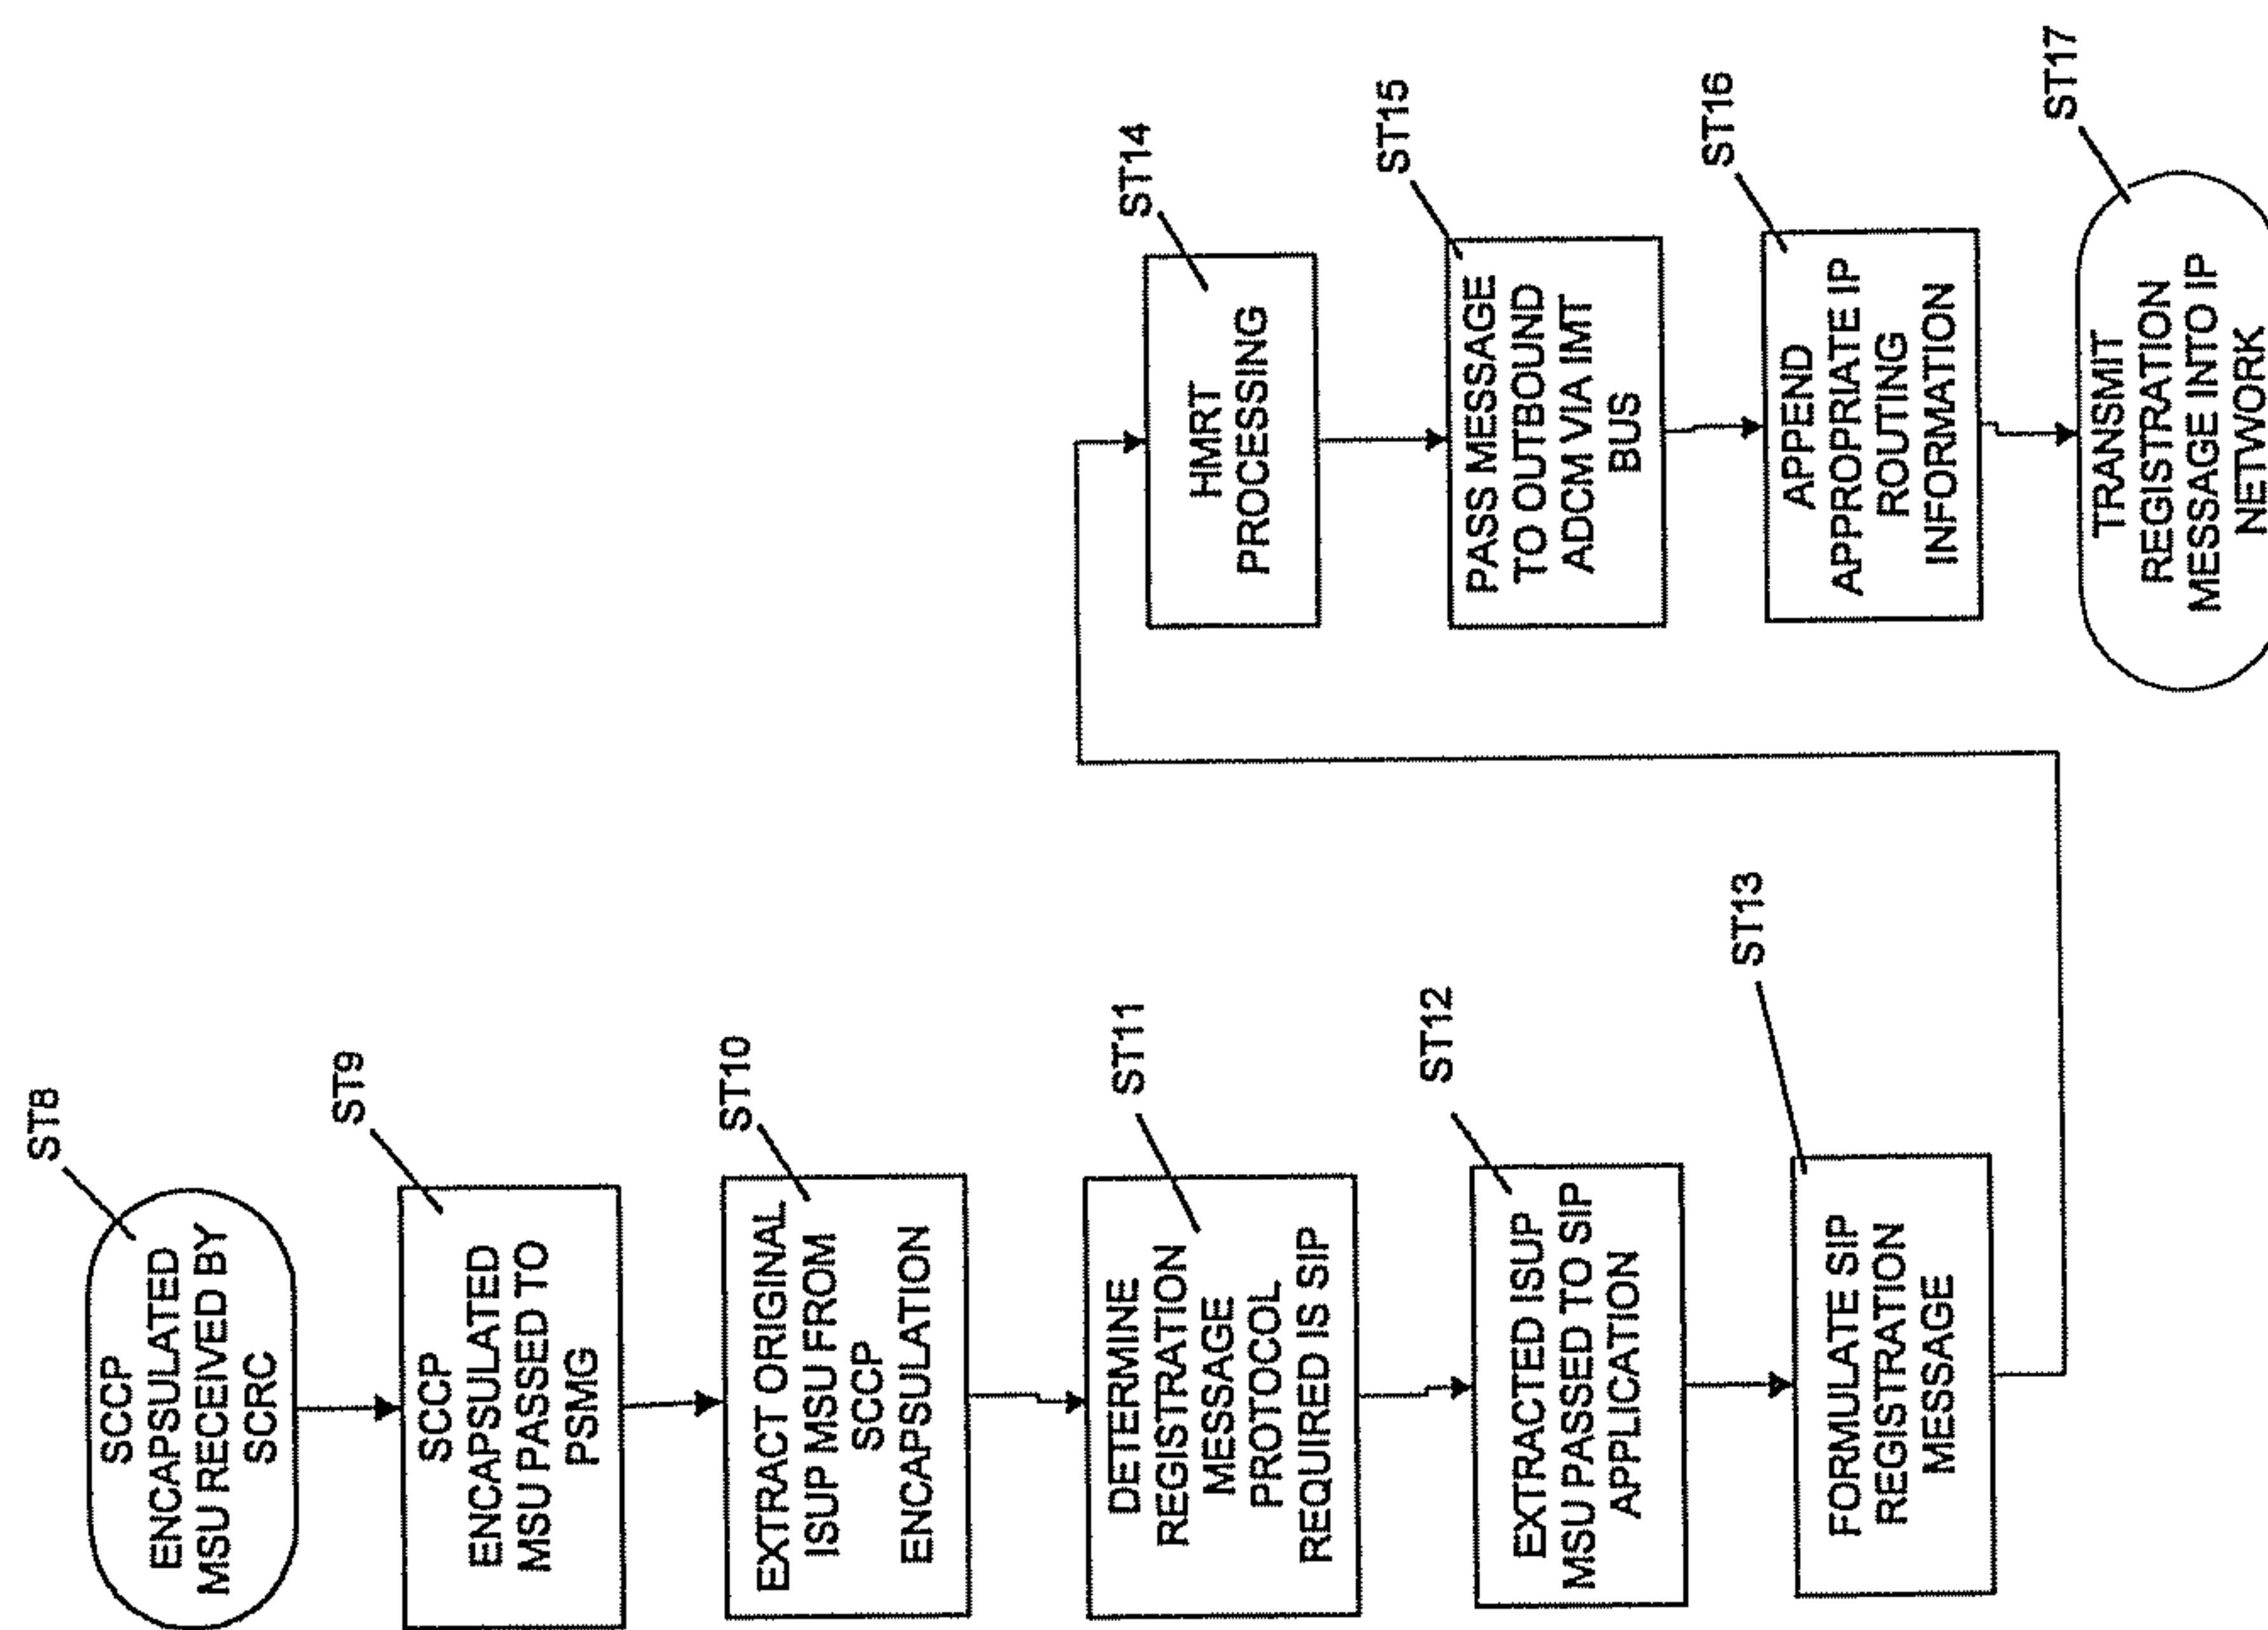 ST8
SCCP
ENCAPSULATED
MSU RECEIVED BY
SCRC
ST9
SCCP
ENCAPSULATED
MSU PASSED TO
PSMG
ST10
EXTRACT ORIGINAL
ISUP MSU FROM
SCCP
ENCAPSULATION
ST11
DETERMINE
REGISTRATION
MESSAGE
PROTOCOL
REQUIRED IS SIP
ST12
EXTRACTED ISUP
MSU PASSED TO SIP
APPLICATION
ST13
FORMULATE SIP
REGISTRATION
MESSAGE
ST14
HMRT
PROCESSING
ST15
PASS MESSAGE
TO OUTBOUND
ADCM VIA IMT
BUS
ST16
APPEND
APPROPRIATE IP
ROUTING
INFORMATION
ST17
TRANSMIT
REGISTRATION
MESSAGE INTO IP
NETWORK